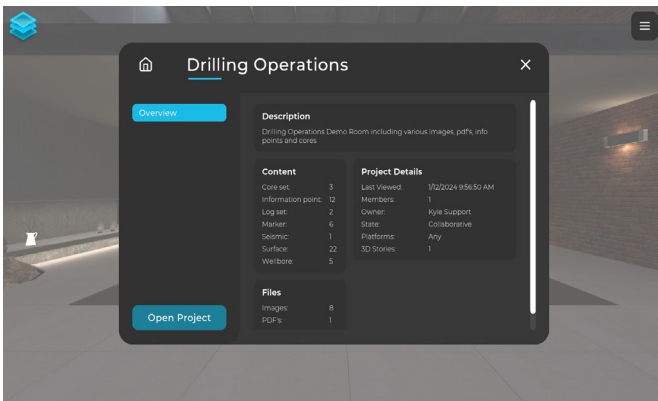 Drilling Operations
Overview
Description
Drilling Operations Demo Room including various images, pdf's, info
points and cores
Content
Core set: 3
Information point: 12
Log set: 2
Marker: 6
Seismic: 1
Surface: 22
Wellbore: 5
Project Details
Last Viewed: 1/12/2024 9:56:50 AM
Members: 1
Owner: Kyle Support
State: Collaborative
Platforms: Any
3D Stories: 1
Files
Images: 8
PDF's: 1
Open Project